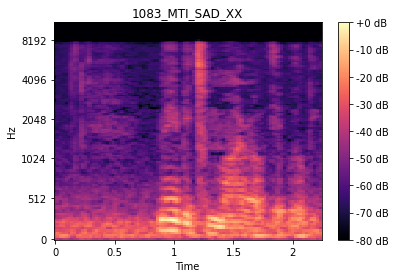 1083_MTI_SAD_XX
+0 dB
8192
-10 dB
4096
-20 dB
-30 dB
2048
Hz
-40 dB
1024
-50 dB
512
-60 dB
-70 dB
0
-80 dB
0 0.5 1 1.5 2
Time